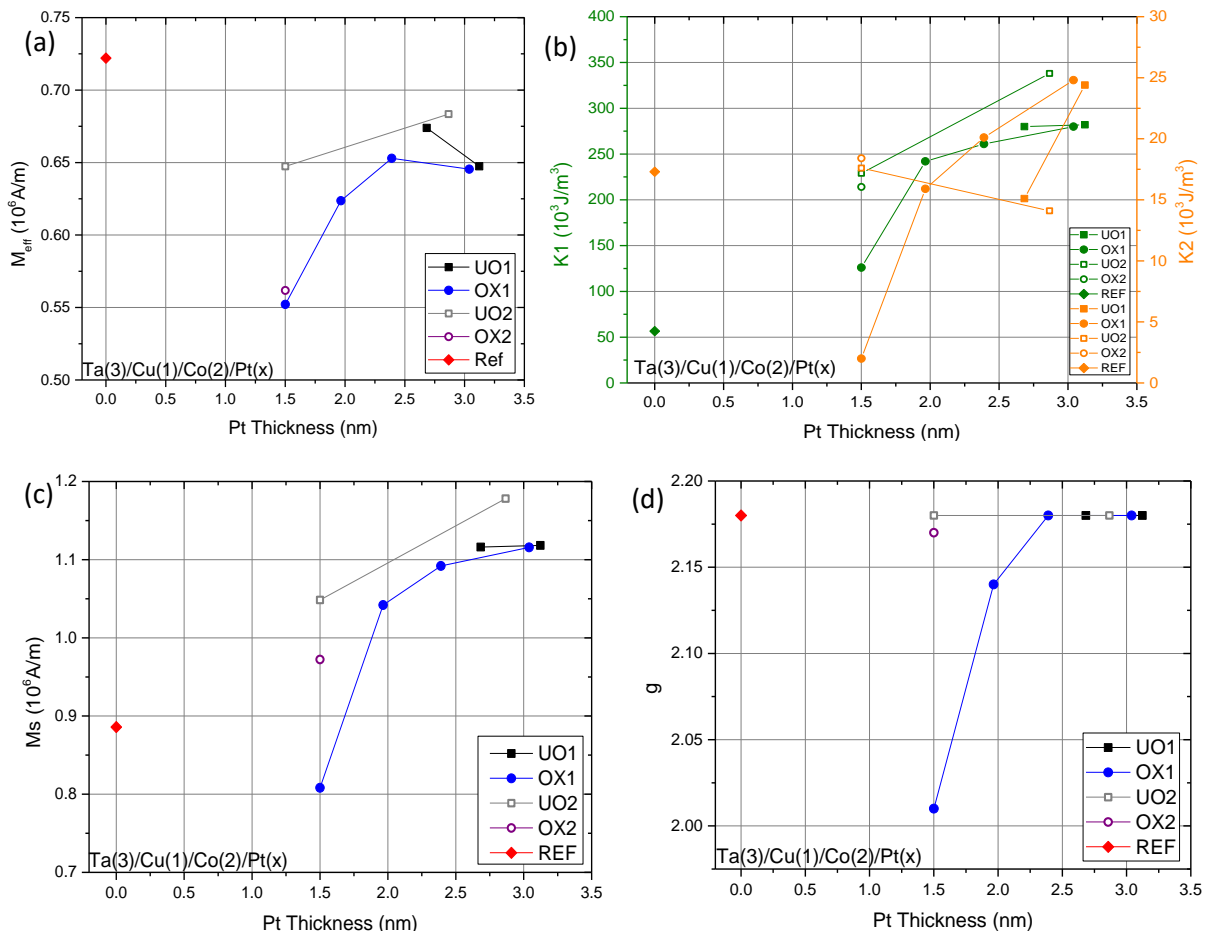 (a)
0.75
0.70
0.65
0.60
0.55
0.50
M_eff (10^6A/m)
UO1
OX1
UO2
OX2
Ref
Ta(3)/Cu(1)/Co(2)/Pt(x)
0.0 0.5 1.0 1.5 2.0 2.5 3.0 3.5
Pt Thickness (nm)
(b)
400
350
300
250
200
150
100
50
0
K1 (10^3J/m^3)
30
25
20
15
10
5
0
K2 (10^3J/m^3)
UO1
OX1
UO2
OX2
REF
UO1
OX1
UO2
OX2
REF
Ta(3)/Cu(1)/Co(2)/Pt(x)
0.0 0.5 1.0 1.5 2.0 2.5 3.0 3.5
Pt Thickness (nm)
(c)
1.2
1.1
1.0
0.9
0.8
0.7
Ms (10^6A/m)
UO1
OX1
UO2
OX2
REF
Ta(3)/Cu(1)/Co(2)/Pt(x)
0.0 0.5 1.0 1.5 2.0 2.5 3.0 3.5
Pt Thickness (nm)
(d)
2.20
2.15
2.10
2.05
2.00
g
UO1
OX1
UO2
OX2
REF
Ta(3)/Cu(1)/Co(2)/Pt(x)
0.0 0.5 1.0 1.5 2.0 2.5 3.0 3.5
Pt Thickness (nm)